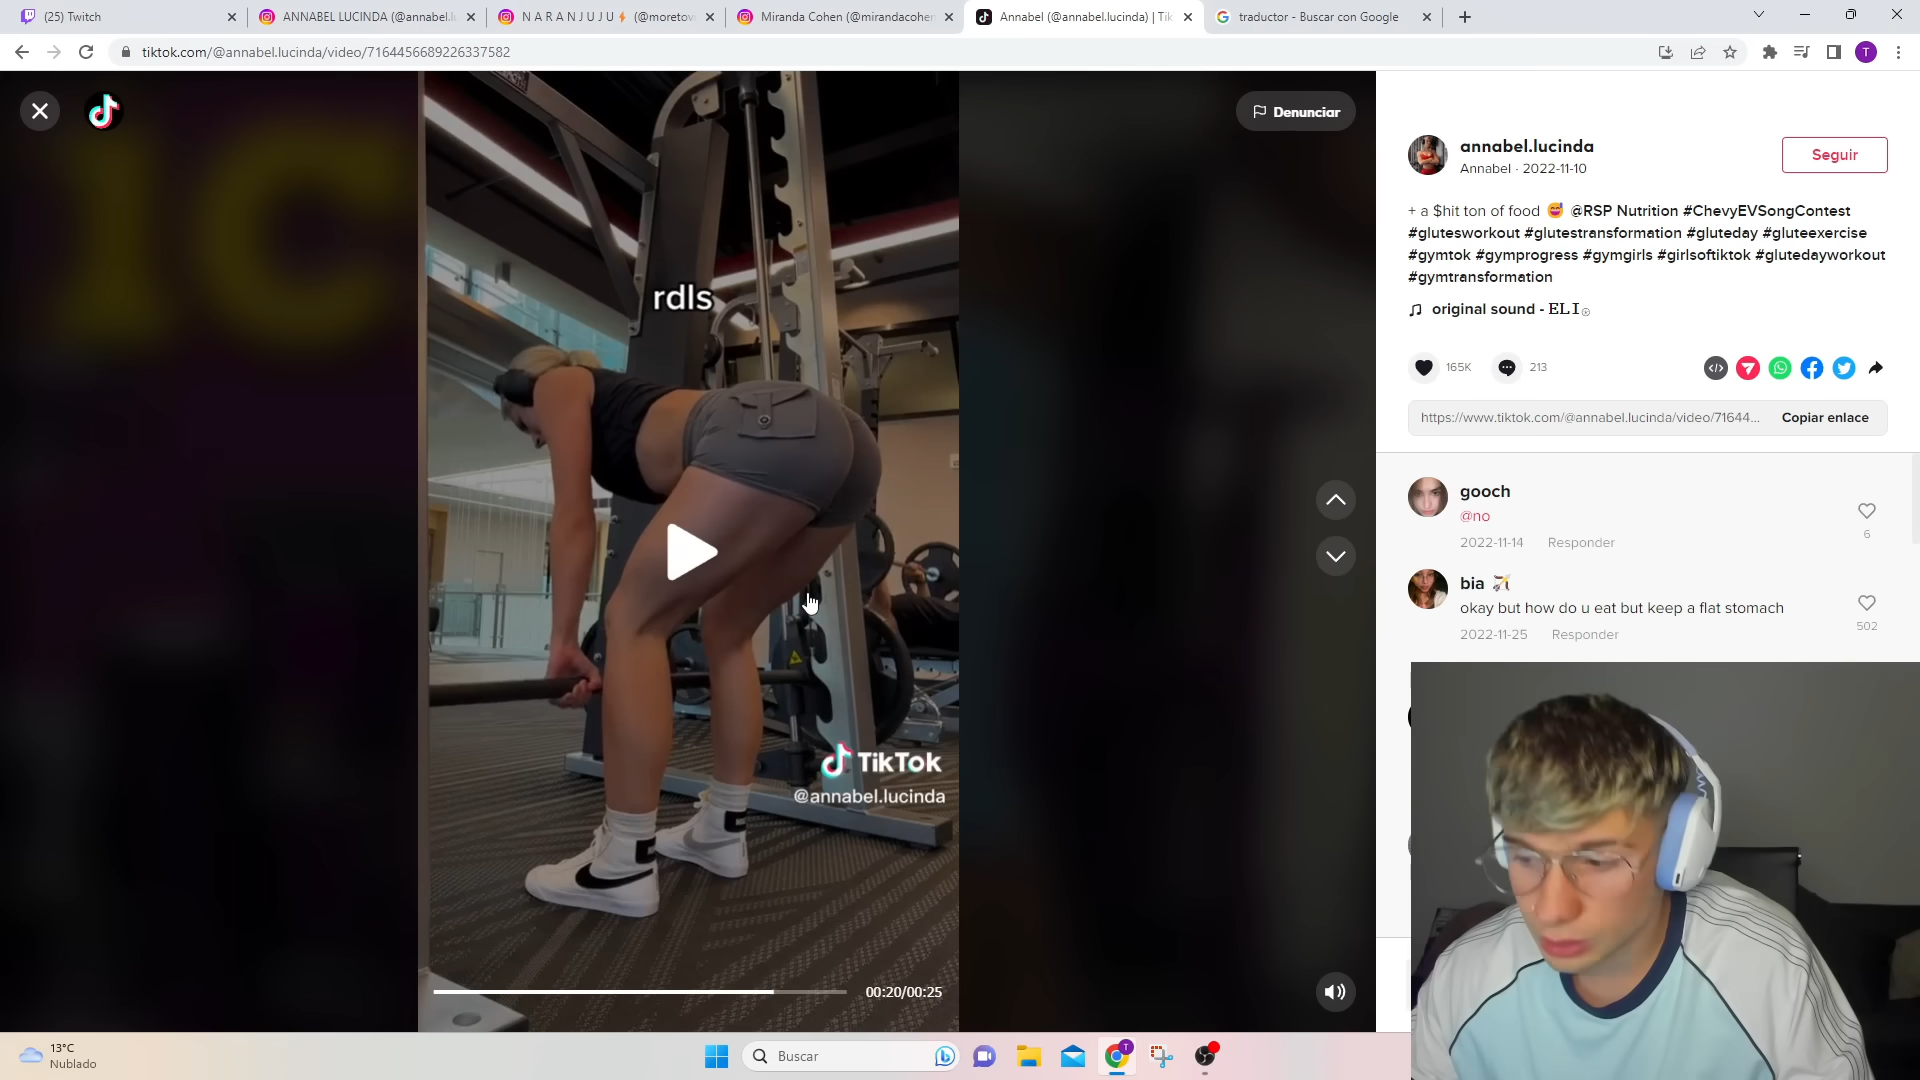 (25) Twitch
ANNABEL LUCINDA (@annabel.l
N A R A N J U J U ⚡ (@moretov
Miranda Cohen (@mirandacohen
Annabel (@annabel.lucinda) | Tik
traductor - Buscar con Google
tiktok.com/@annabel.lucinda/video/7164456689226337582
T
Denunciar
rdls
TikTok
@annabel.lucinda
00:20/00:25
annabel.lucinda
Annabel · 2022-11-10
Seguir
+ a $hit ton of food 😅 @RSP Nutrition #ChevyEVSongContest
#glutesworkout #glutestransformation #gluteday #gluteexercise
#gymtok #gymprogress #gymgirls #girlsoftiktok #glutedayworkout
#gymtransformation
original sound - ELI
165K
213
https://www.tiktok.com/@annabel.lucinda/video/71644...
Copiar enlace
gooch
@no
2022-11-14 Responder
6
bia
okay but how do u eat but keep a flat stomach
2022-11-25 Responder
502
13°C
Nublado
Buscar
T